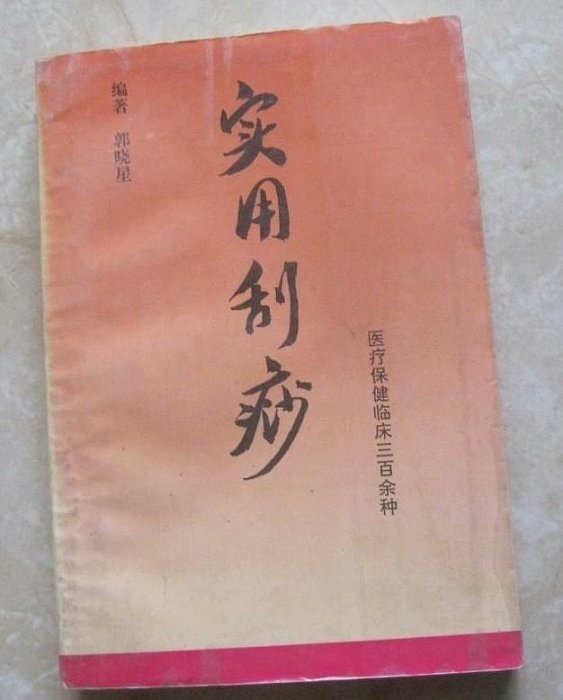 实用刮痧
编著 郭晓星
医疗保健临床三百余种